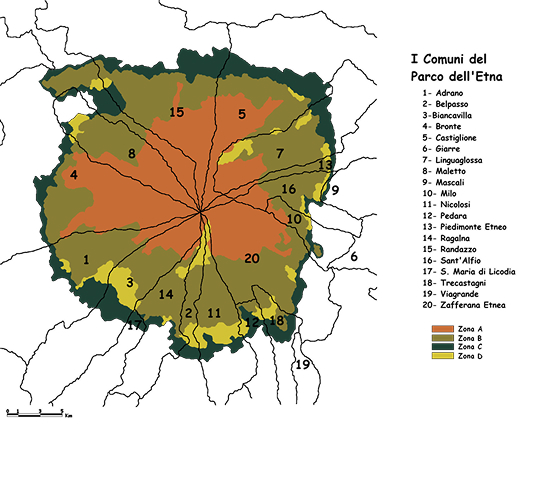 I Comuni del
Parco dell'Etna
1- Adrano
2- Belpasso
3-Biancavilla
4- Bronte
5- Castiglione
6- Giarre
7- Linguaglossa
8- Maletto
9- Mascali
10- Milo
11- Nicolosi
12- Pedara
13- Piedimonte Etneo
14- Ragalna
15- Randazzo
16- Sant'Alfio
17- S. Maria di Licodia
18- Trecastagni
19- Viagrande
20- Zafferana Etnea
Zona A
Zona B
Zona C
Zona D
15
5
8
7
13
4
16
9
10
1
20
6
3
14
2
11
12
18
17
19
0 1 3 5 Km